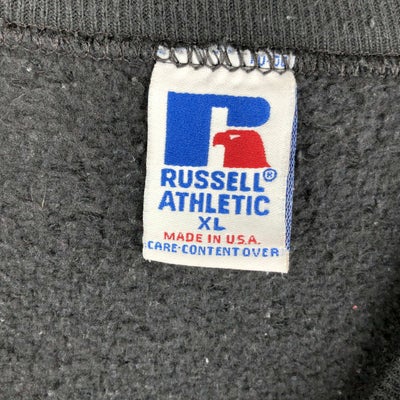 RUSSELL®
ATHLETIC
XL
MADE IN U.S.A.
CARE-CONTENT OVER